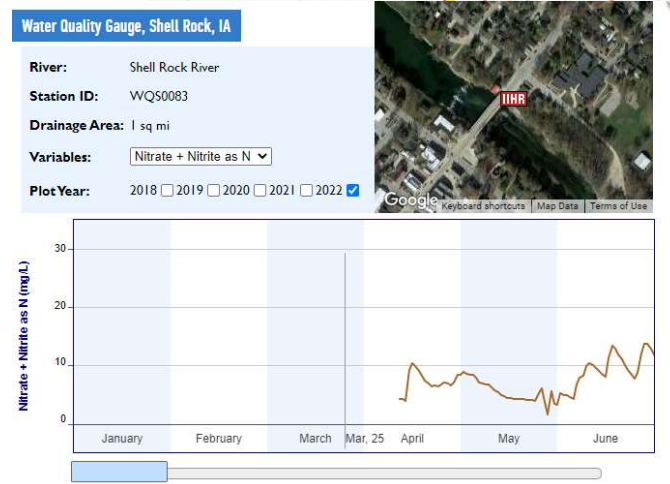 Water Quality Gauge, Shell Rock, IA
River: Shell Rock River
Station ID: WQS0083
Drainage Area: 1 sq mi
Variables: Nitrate + Nitrite as N
Plot Year: 2018 2019 2020 2021 2022
IIHR
Google
Keyboard shortcuts Map Data Terms of Use
Nitrate + Nitrite as N (mg/L)
30
20
10
0
January February March Mar, 25 April May June